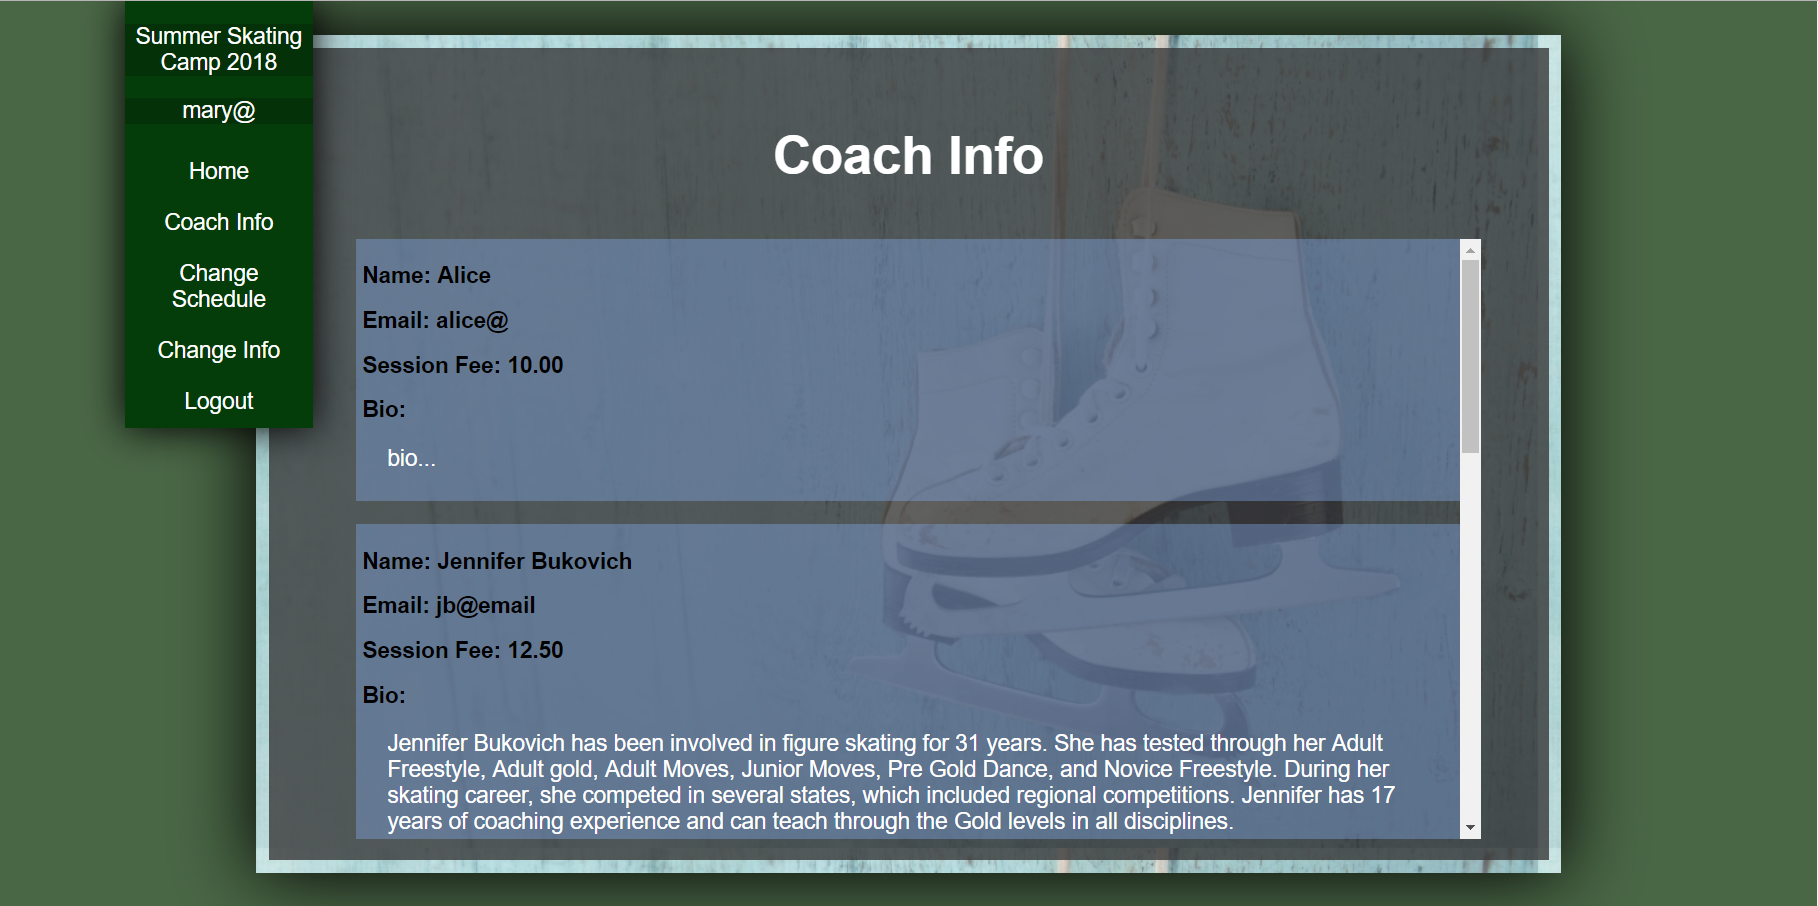 Summer Skating
Camp 2018
mary@
Home
Coach Info
Change
Schedule
Change Info
Logout
Coach Info
Name: Alice
Email: alice@
Session Fee: 10.00
Bio:
bio...
Name: Jennifer Bukovich
Email: jb@email
Session Fee: 12.50
Bio:
Jennifer Bukovich has been involved in figure skating for 31 years. She has tested through her Adult
Freestyle, Adult gold, Adult Moves, Junior Moves, Pre Gold Dance, and Novice Freestyle. During her
skating career, she competed in several states, which included regional competitions. Jennifer has 17
years of coaching experience and can teach through the Gold levels in all disciplines.